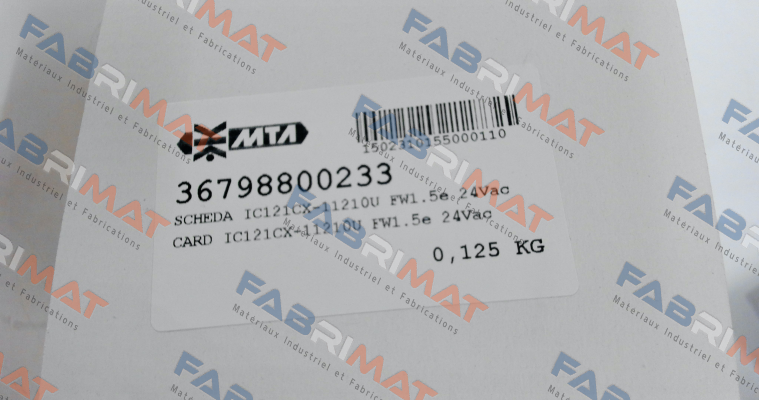 MTA
1502310155000110
36798800233
SCHEDA IC121CX-11210U FW1.5e 24Vac
CARD IC121CX-11210U FW1.5e 24Vac
0,125 KG
FABRIMAT
Matériaux Industriel et Fabrications